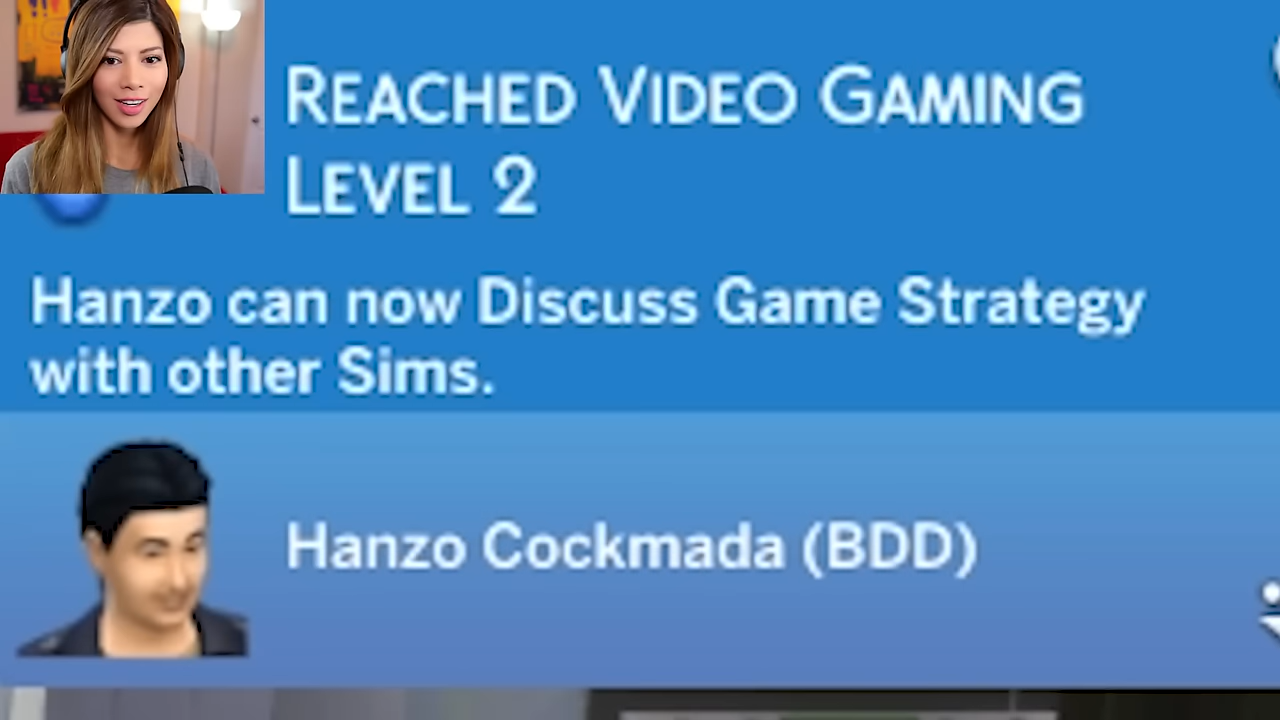 REACHED VIDEO GAMING
LEVEL 2
Hanzo can now Discuss Game Strategy
with other Sims.
Hanzo Cockmada (BDD)